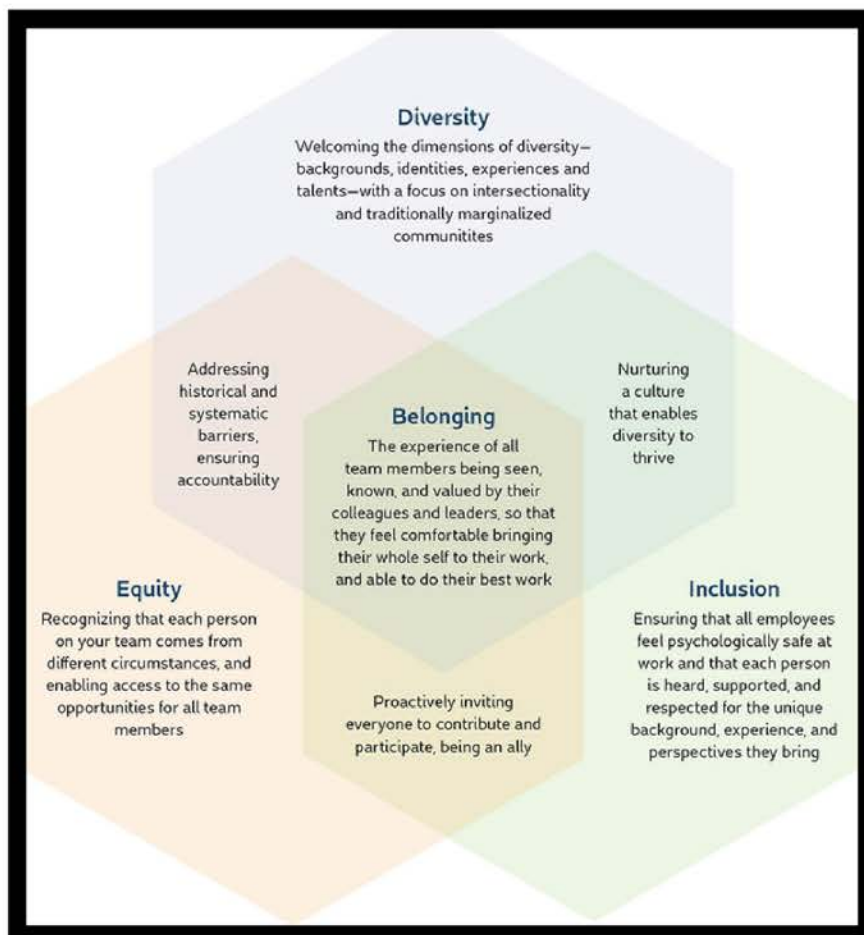 Diversity
Welcoming the dimensions of diversity—
backgrounds, identities, experiences and
talents—with a focus on intersectionality
and traditionally marginalized
communitites
Addressing
historical and
systematic
barriers,
ensuring
accountability
Belonging
The experience of all
team members being seen,
known, and valued by their
colleagues and leaders, so that
they feel comfortable bringing
their whole self to their work,
and able to do their best work
Nurturing
a culture
that enables
diversity to
thrive
Equity
Recognizing that each person
on your team comes from
different circumstances, and
enabling access to the same
opportunities for all team
members
Proactively inviting
everyone to contribute and
participate, being an ally
Inclusion
Ensuring that all employees
feel psychologically safe at
work and that each person
is heard, supported, and
respected for the unique
background, experience, and
perspectives they bring